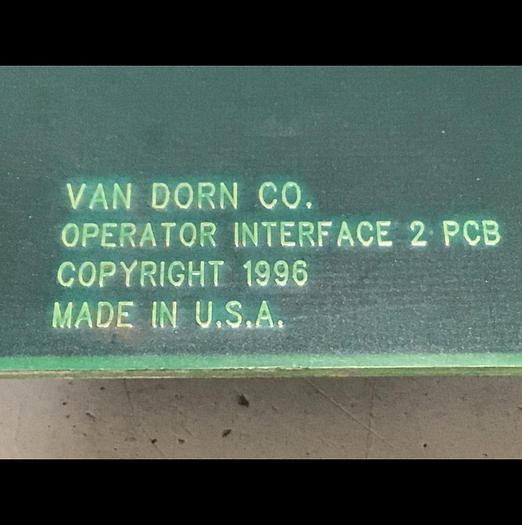 VAN DORN CO.
OPERATOR INTERFACE 2 PCB
COPYRIGHT 1996
MADE IN U.S.A.